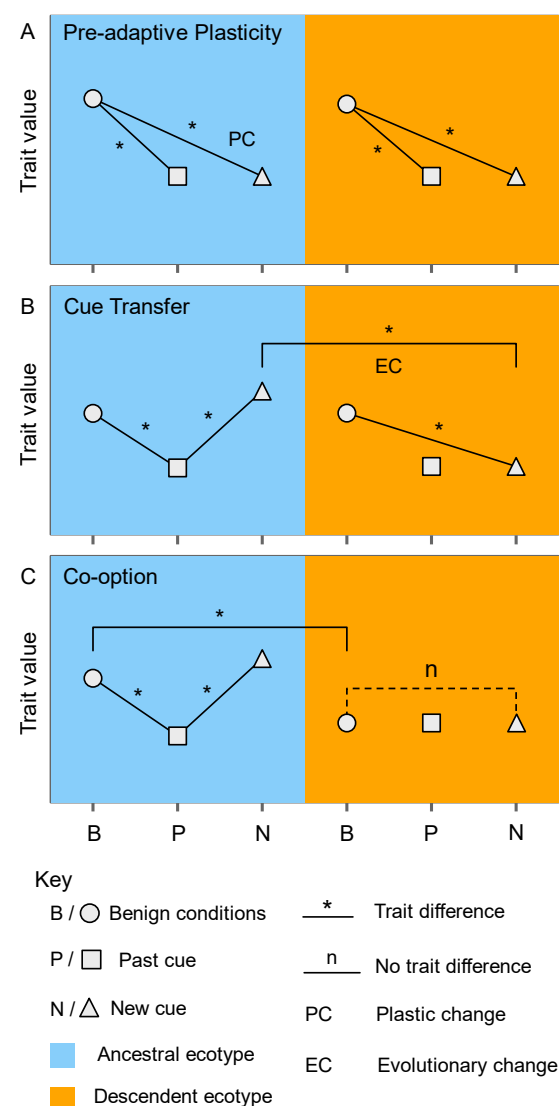 A Pre-adaptive Plasticity
Trait value
* * PC * *
B Cue Transfer
Trait value
*
EC
* * *
C Co-option
Trait value
*
n
* *
B P N B P N
Key
B / Benign conditions
* Trait difference
P / Past cue
n No trait difference
N / New cue
PC Plastic change
Ancestral ecotype
EC Evolutionary change
Descendent ecotype